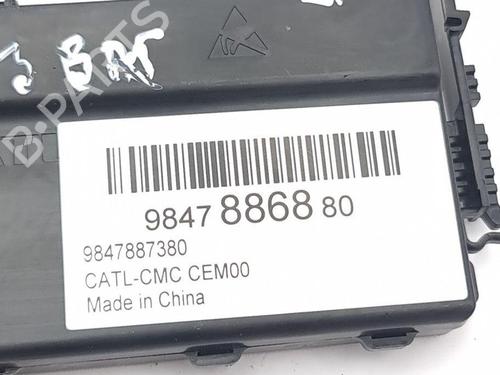 B-PARTS
9847 8868 80
9847887380
CATL-CMC CEM00
Made in China